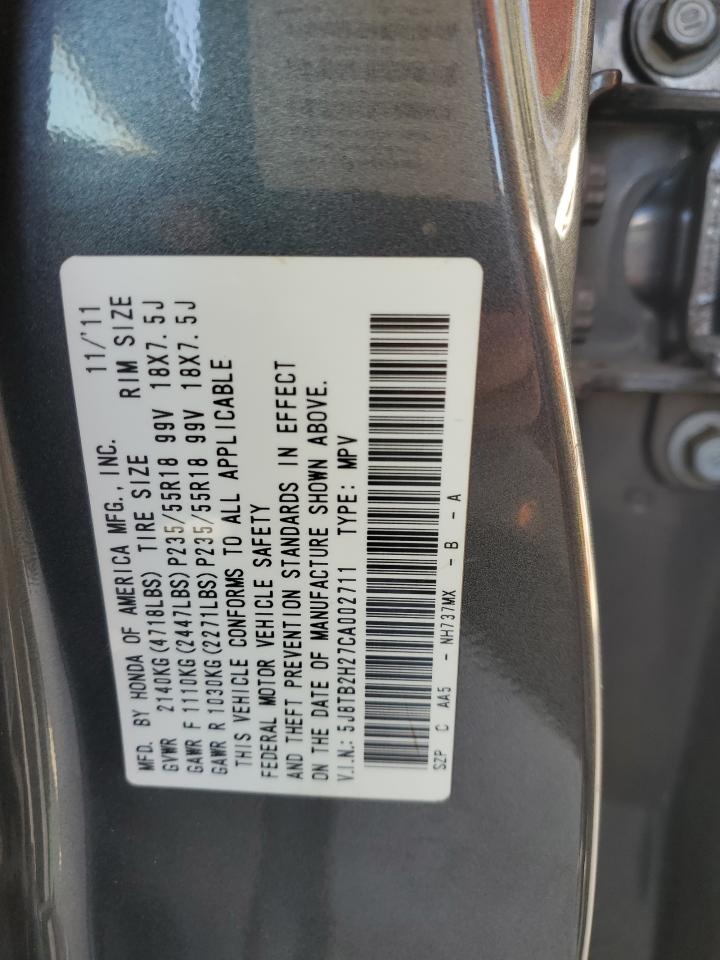 MFD. BY HONDA OF AMERICA MFG., INC. 11/'11
GVWR 2140KG(4718LBS) TIRE SIZE RIM SIZE
GAWR F 1110KG(2447LBS)P235/55R18 99V 18X7.5J
GAWR R 1030KG(2271LBS)P235/55R18 99V 18X7.5J
THIS VEHICLE CONFORMS TO ALL APPLICABLE
FEDERAL MOTOR VEHICLE SAFETY
AND THEFT PREVENTION STANDARDS IN EFFECT
ON THE DATE OF MANUFACTURE SHOWN ABOVE.
V.I.N.: 5J8TB2H27CA002711 TYPE: MPV
SZP C AA5 - NH737MX - B - A